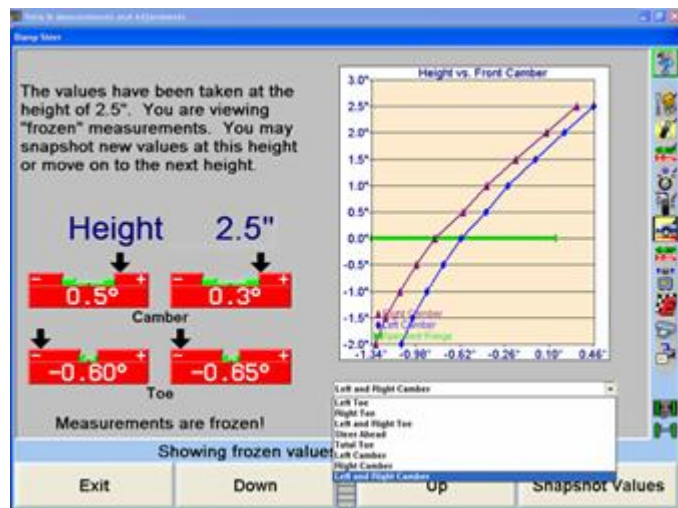 Bump Steer
The values have been taken at the
height of 2.5". You are viewing
"frozen" measurements. You may
snapshot new values at this height
or move on to the next height.
Height 2.5"
- +
- +
0.5° 0.3°
Camber
- +
- +
-0.60° -0.65°
Toe
Measurements are frozen!
Height vs. Front Camber
3.0"
2.5"
2.0"
1.5"
1.0"
0.5"
0.0"
-0.5"
-1.0"
-1.5"
-2.0"
Right Camber
Left Camber
Range
-1.34° -0.98° -0.62° -0.26° 0.10° 0.46°
Left and Right Camber
Left Toe
Right Toe
Left and Right Toe
Steer Ahead
Total Toe
Left Camber
Right Camber
Left and Right Camber
Showing frozen values
Exit Down Up Snapshot Values